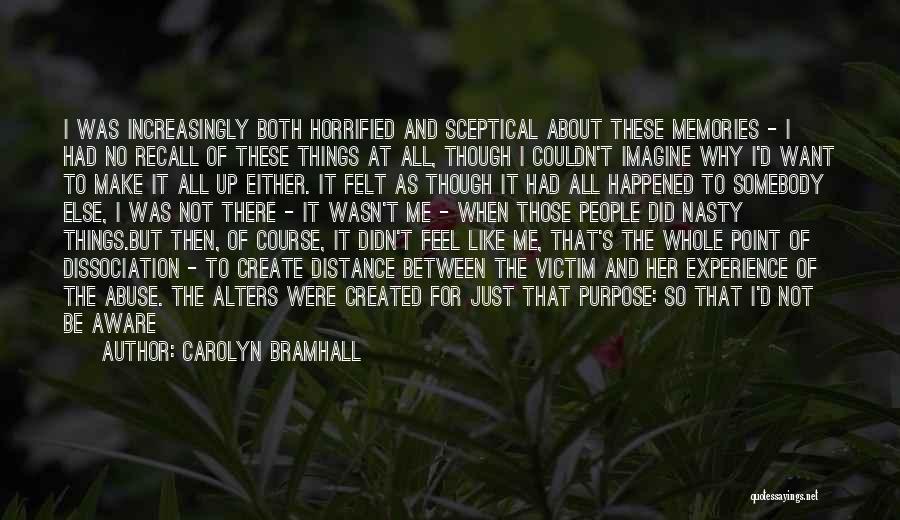 I WAS INCREASINGLY BOTH HORRIFIED AND SCEPTICAL ABOUT THESE MEMORIES - I
HAD NO RECALL OF THESE THINGS AT ALL, THOUGH I COULDN'T IMAGINE WHY I'D WANT
TO MAKE IT ALL UP EITHER. IT FELT AS THOUGH IT HAD ALL HAPPENED TO SOMEBODY
ELSE, I WAS NOT THERE - IT WASN'T ME - WHEN THOSE PEOPLE DID NASTY
THINGS.BUT THEN, OF COURSE, IT DIDN'T FEEL LIKE ME, THAT'S THE WHOLE POINT OF
DISSOCIATION - TO CREATE DISTANCE BETWEEN THE VICTIM AND HER EXPERIENCE OF
THE ABUSE. THE ALTERS WERE CREATED FOR JUST THAT PURPOSE: SO THAT I'D NOT
BE AWARE
AUTHOR: CAROLYN BRAMHALL
quotessayings.net